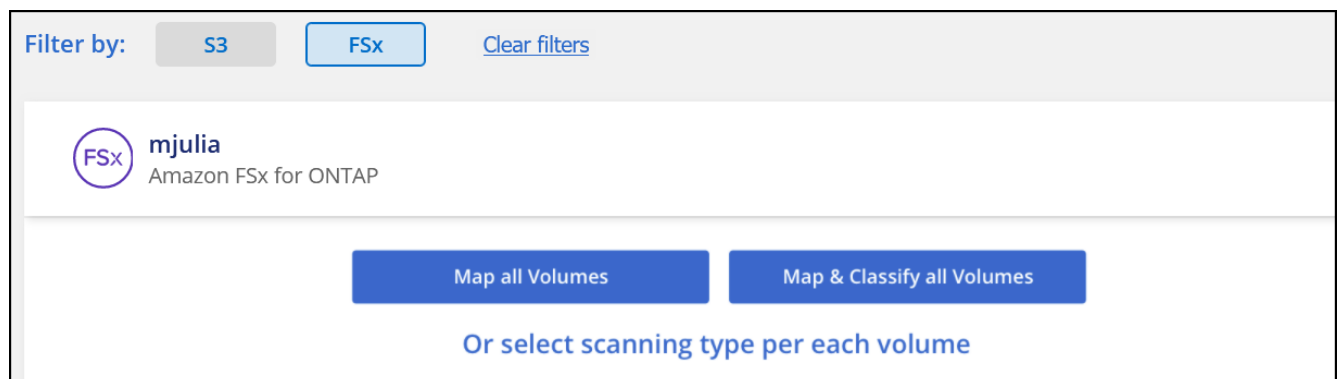 Filter by: S3 FSx Clear filters
FSx mjulia
Amazon FSx for ONTAP
Map all Volumes Map & Classify all Volumes
Or select scanning type per each volume